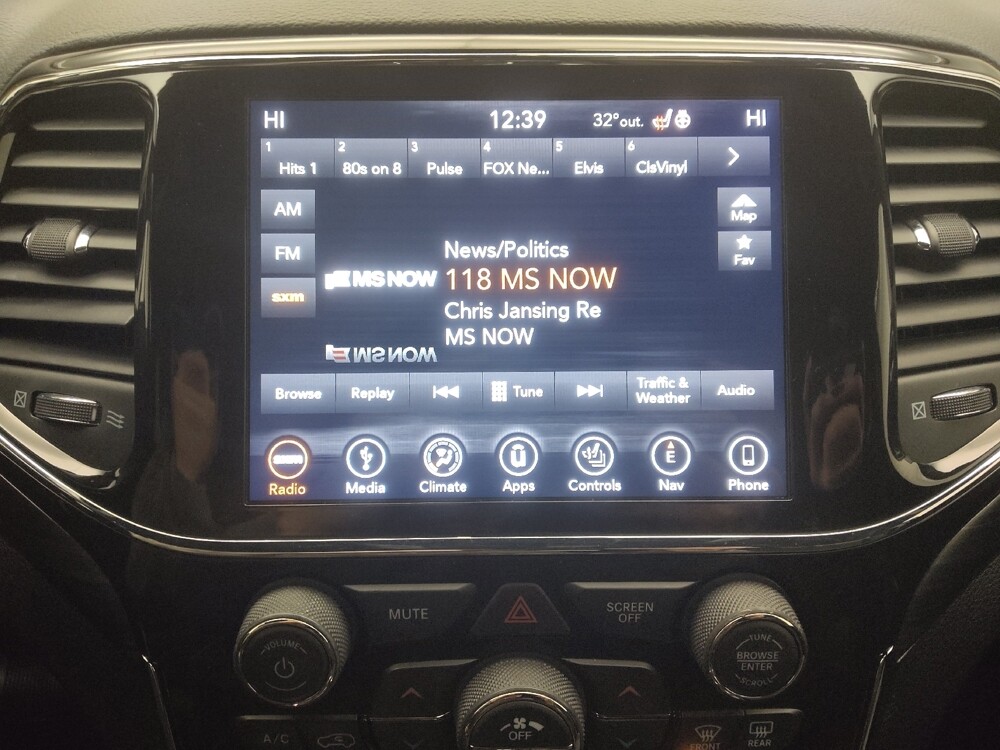 HI 12:39 32° out. HI
1 Hits 1 2 80s on 8 3 Pulse 4 FOX Ne... 5 Elvis 6 ClsVinyl
AM
Map
FM
Fav
sxm
News/Politics
MS NOW 118 MS NOW
Chris Jansing Re
MS NOW
MS NOW
Browse Replay Tune Traffic & Weather Audio
sxm E
Radio Media Climate Apps Controls Nav Phone
MUTE SCREEN OFF
VOLUME
TUNE
BROWSE
ENTER
SCROLL
OFF
A/C FRONT REAR